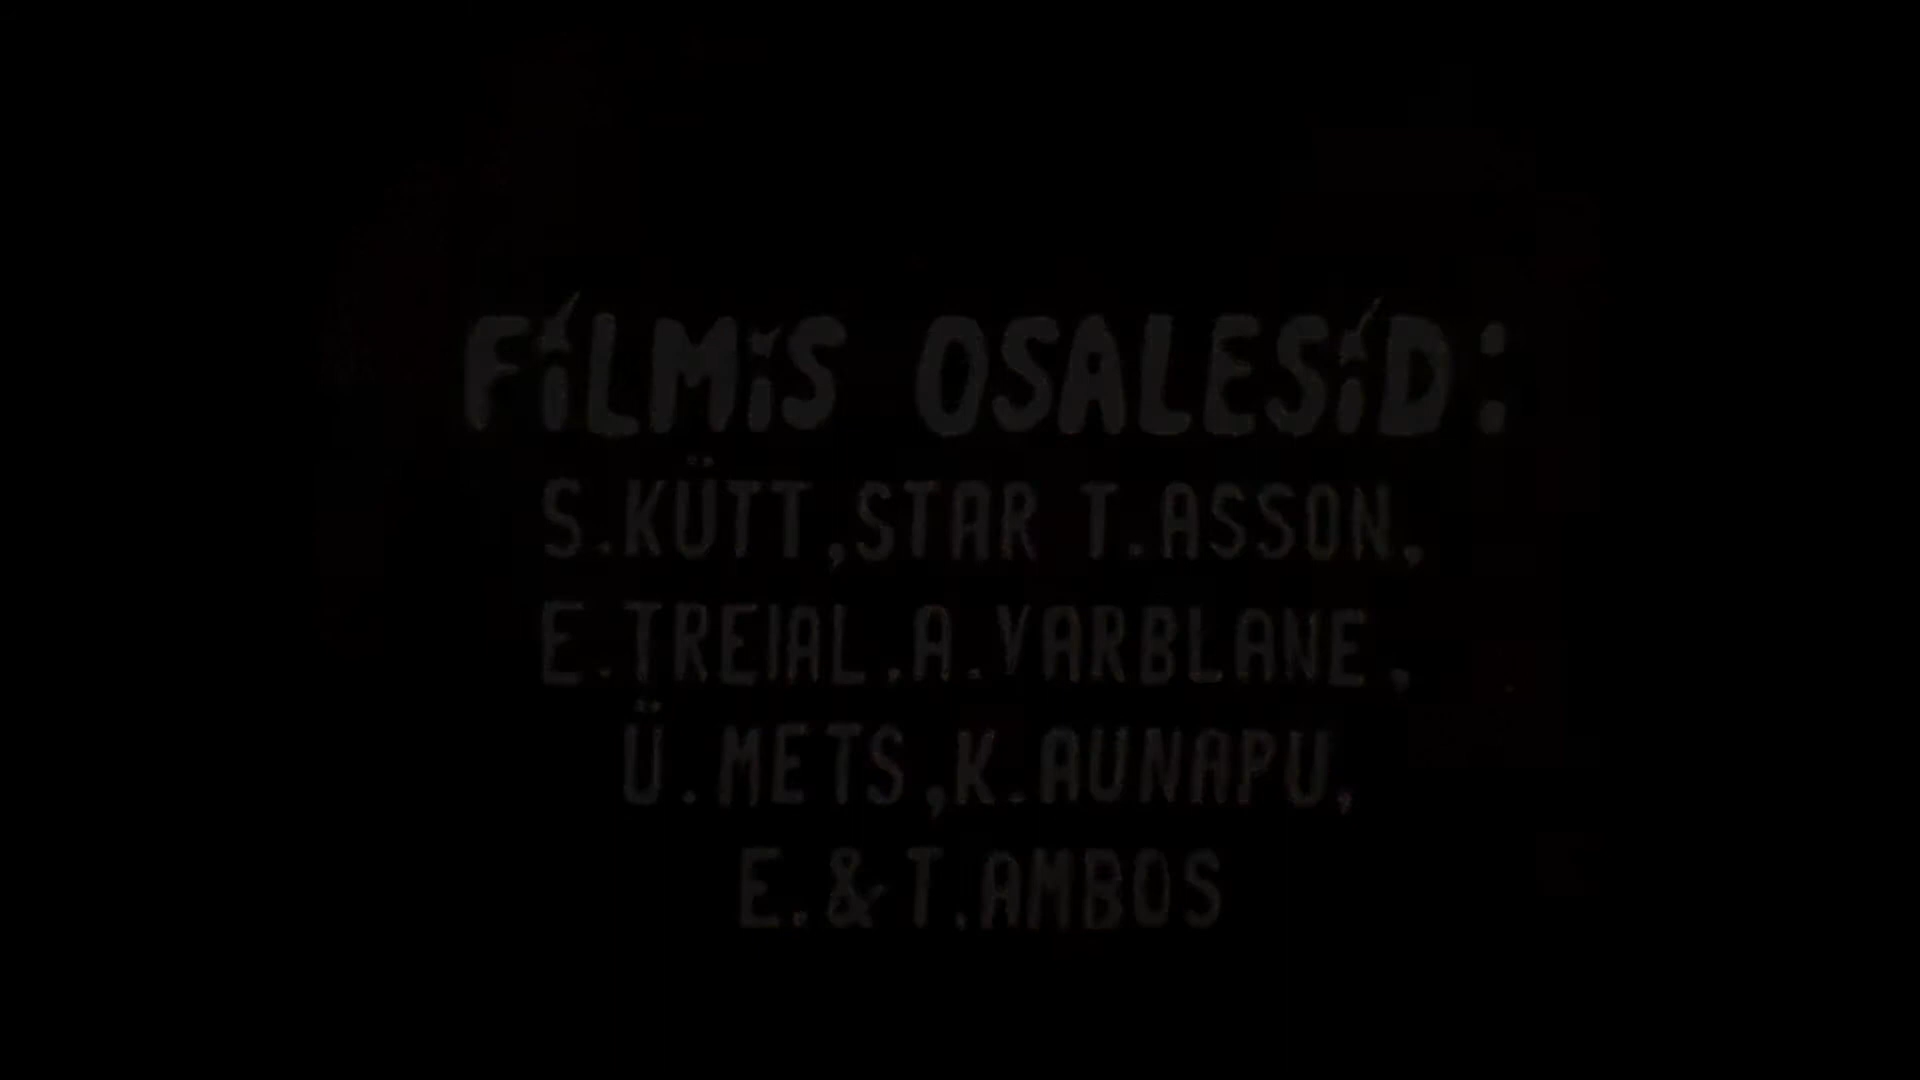 FiLMiS OSALESiD:
S.KÜTT,STAR T.ASSON,
E.TREIAL.A.VARBLANE,
Ü.METS,K.AUNAPU,
E.&T.AMBOS